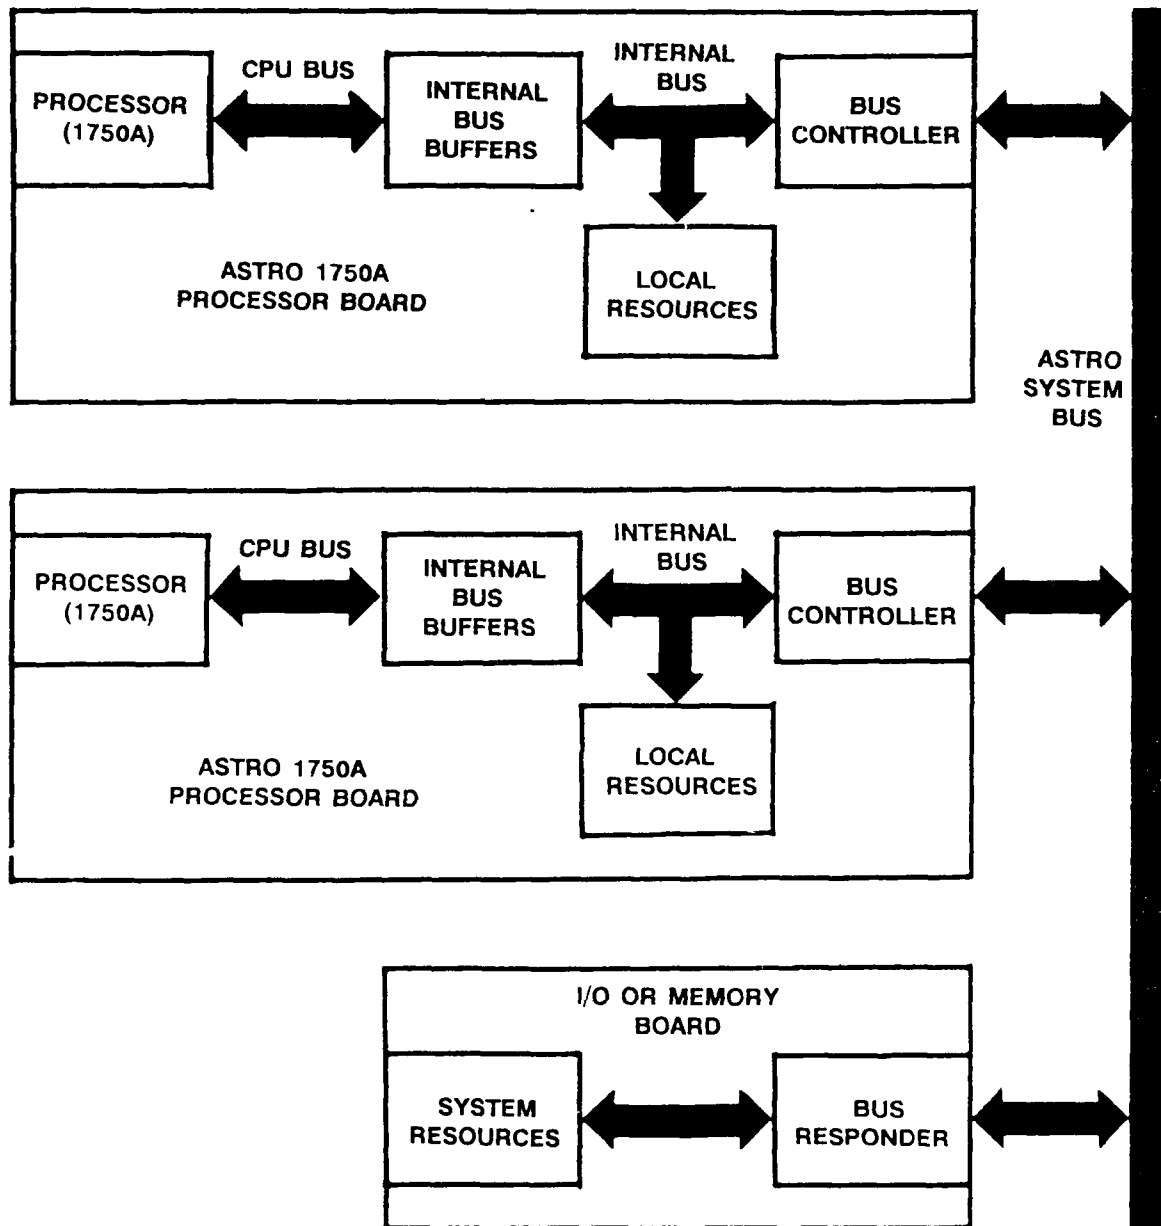 CPU BUS
INTERNAL
BUS
PROCESSOR
(1750A)
INTERNAL
BUS
BUFFERS
BUS
CONTROLLER
LOCAL
RESOURCES
ASTRO 1750A
PROCESSOR BOARD
ASTRO
SYSTEM
BUS
CPU BUS
INTERNAL
BUS
PROCESSOR
(1750A)
INTERNAL
BUS
BUFFERS
BUS
CONTROLLER
LOCAL
RESOURCES
ASTRO 1750A
PROCESSOR BOARD
I/O OR MEMORY
BOARD
SYSTEM
RESOURCES
BUS
RESPONDER